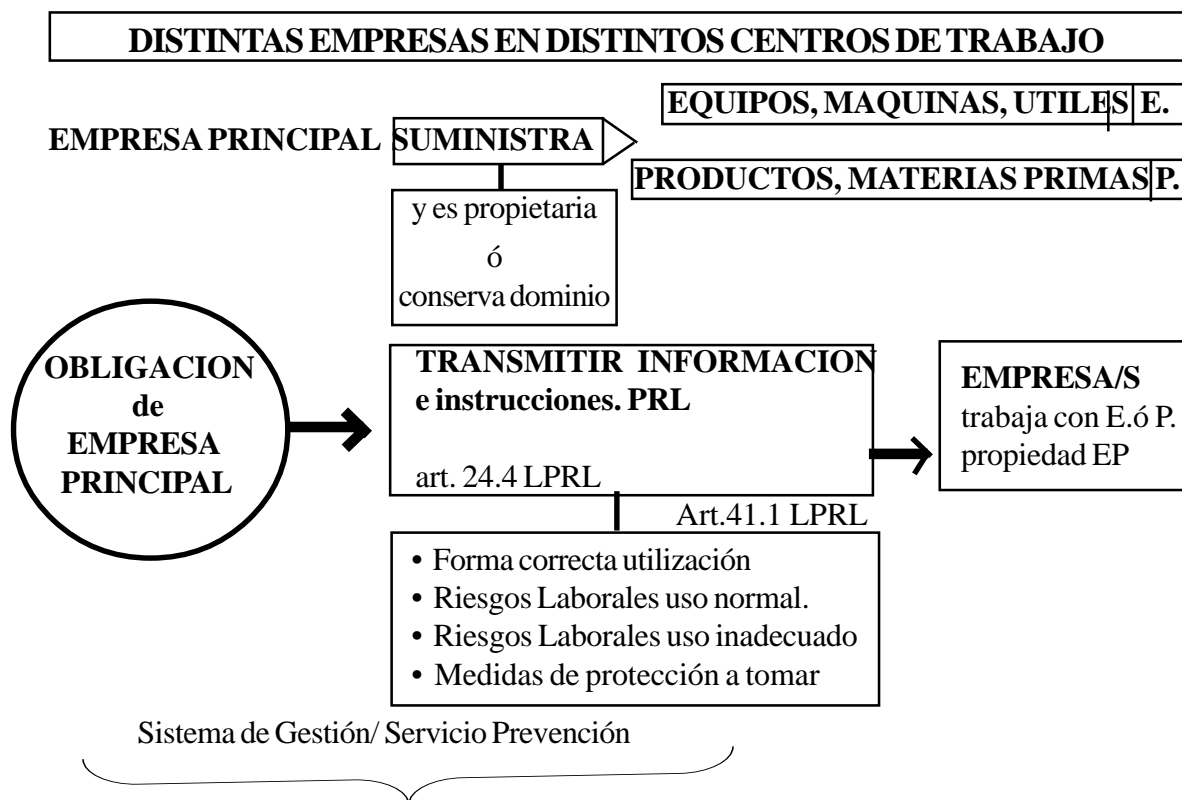 DISTINTAS EMPRESAS EN DISTINTOS CENTROS DE TRABAJO
EQUIPOS, MAQUINAS, UTILES E.
EMPRESA PRINCIPAL SUMINISTRA
PRODUCTOS, MATERIAS PRIMAS P.
y es propietaria
ó
conserva dominio
OBLIGACION
de
EMPRESA
PRINCIPAL
TRANSMITIR INFORMACION
e instrucciones. PRL
art. 24.4 LPRL
EMPRESA/S
trabaja con E.ó P.
propiedad EP
Art.41.1 LPRL
• Forma correcta utilización
• Riesgos Laborales uso normal.
• Riesgos Laborales uso inadecuado
• Medidas de protección a tomar
Sistema de Gestión/ Servicio Prevención